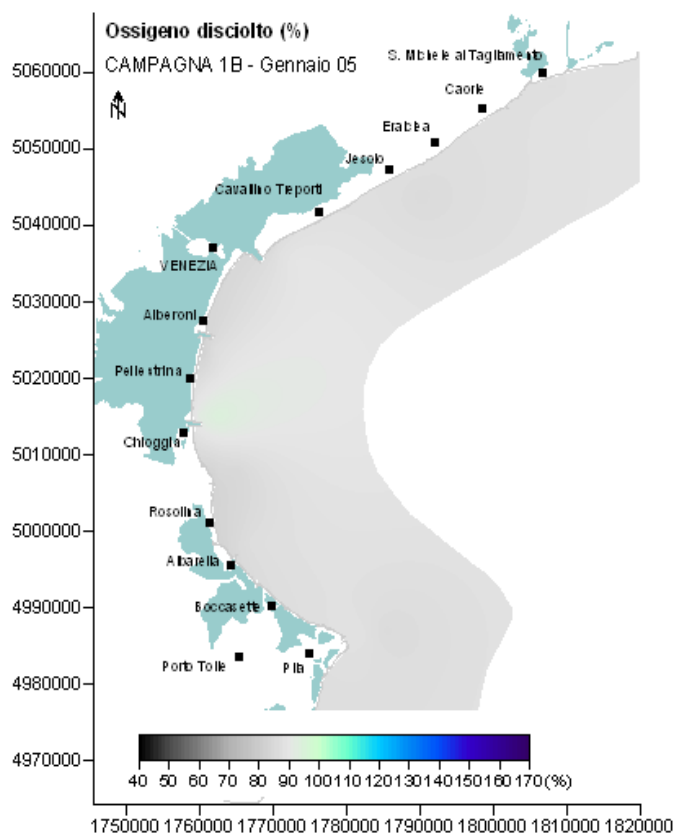 Ossigeno disciolto (%)
CAMPAGNA 1B - Gennaio 05
N
S. Michele al Tagliamento
Caorle
Eraclea
Jesolo
Cavallino Treporti
VENEZIA
Alberoni
Pellestrina
Chioggia
Rosolina
Albarella
Boccasette
Porto Tolle
Pila
5060000
5050000
5040000
5030000
5020000
5010000
5000000
4990000
4980000
4970000
40 50 60 70 80 90 100 110 120 130 140 150 160 170 (%)
1750000 1760000 1770000 1780000 1790000 1800000 1810000 1820000